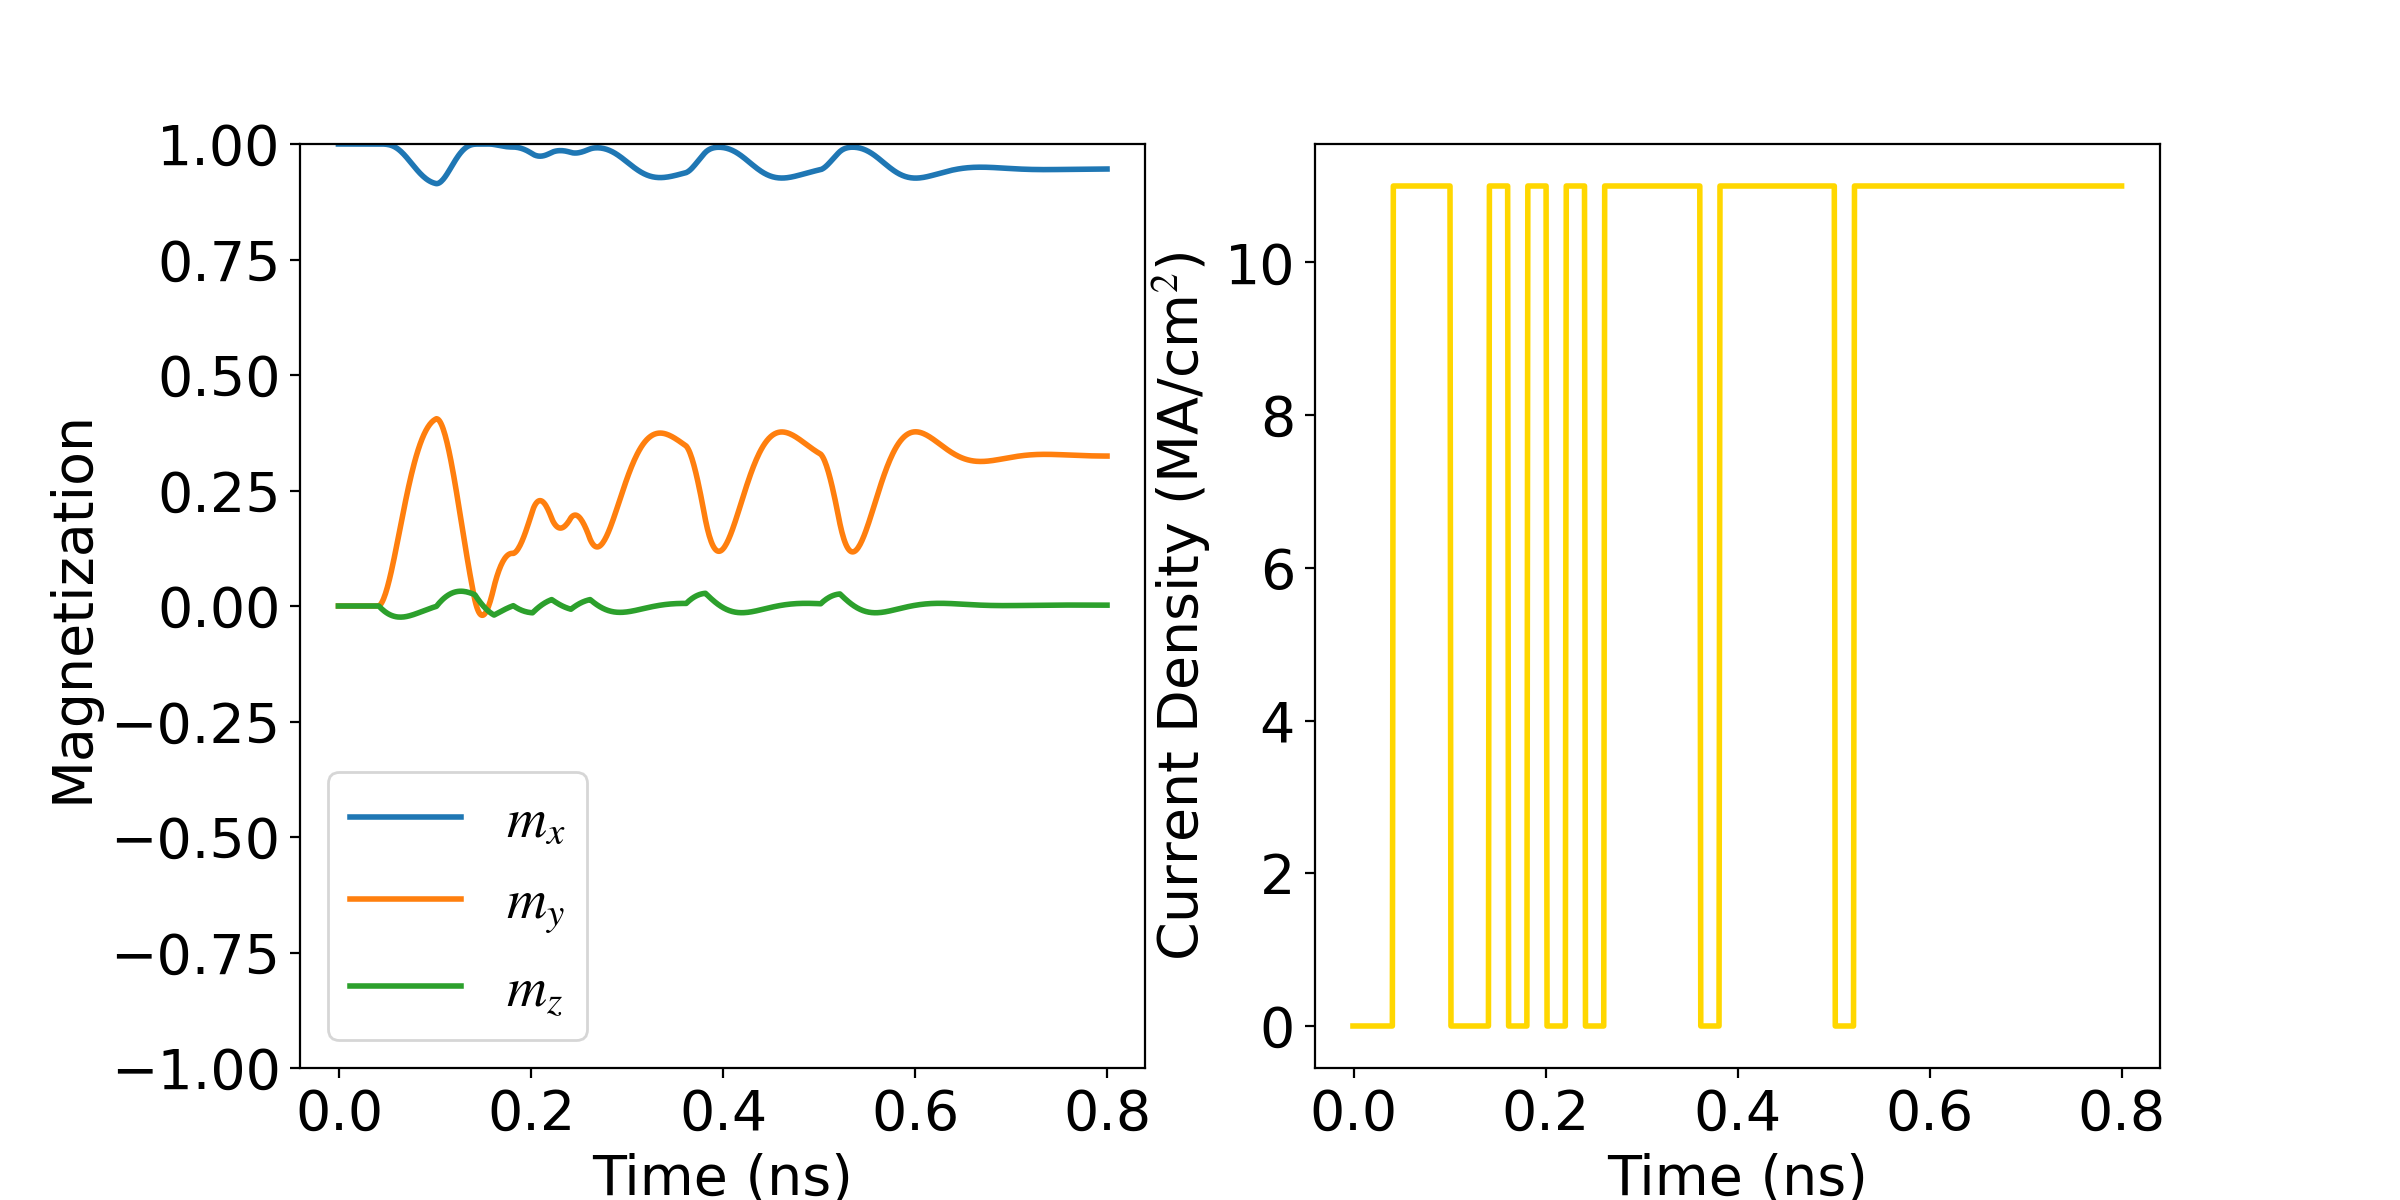 1.00
0.75
0.50
0.25
0.00
−0.25
−0.50
−0.75
−1.00
Magnetization
m_x
m_y
m_z
0.0 0.2 0.4 0.6 0.8
Time (ns)
10
8
6
4
2
0
Current Density (MA/cm²)
0.0 0.2 0.4 0.6 0.8
Time (ns)